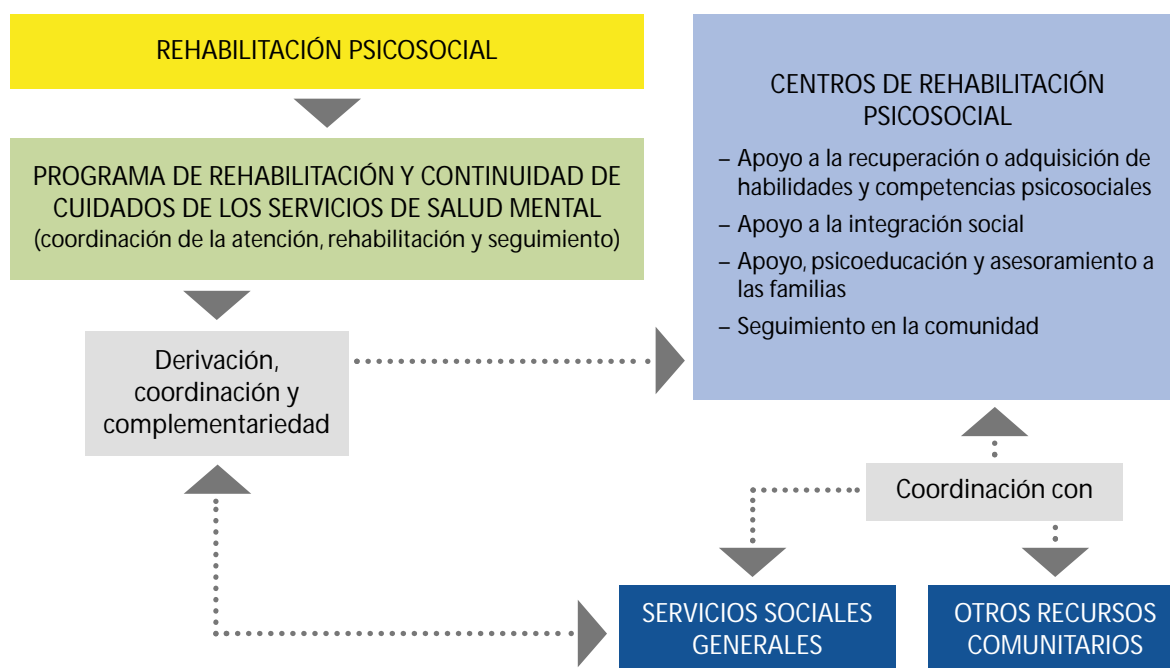 REHABILITACIÓN PSICOSOCIAL
PROGRAMA DE REHABILITACIÓN Y CONTINUIDAD DE
CUIDADOS DE LOS SERVICIOS DE SALUD MENTAL
(coordinación de la atención, rehabilitación y seguimiento)
Derivación,
coordinación y
complementariedad
CENTROS DE REHABILITACIÓN
PSICOSOCIAL
– Apoyo a la recuperación o adquisición de
habilidades y competencias psicosociales
– Apoyo a la integración social
– Apoyo, psicoeducación y asesoramiento a
las familias
– Seguimiento en la comunidad
Coordinación con
SERVICIOS SOCIALES
GENERALES
OTROS RECURSOS
COMUNITARIOS